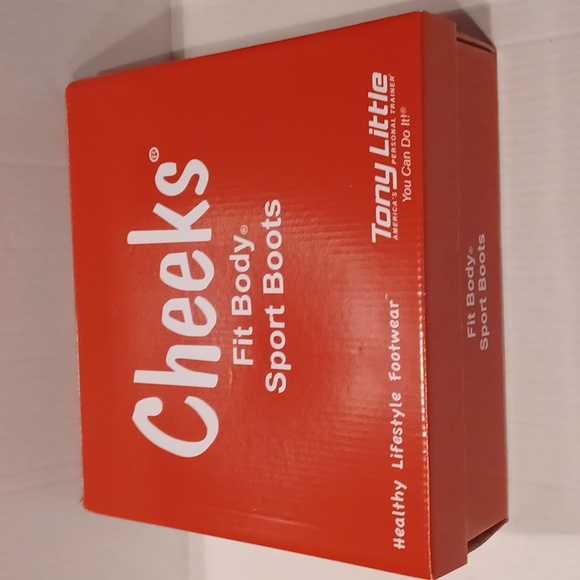 Cheeks®
Fit Body®
Sport Boots
Healthy Lifestyle Footwear™
Tony Little
AMERICA'S PERSONAL TRAINER®
You Can Do It!®
Fit Body®
Sport Boots